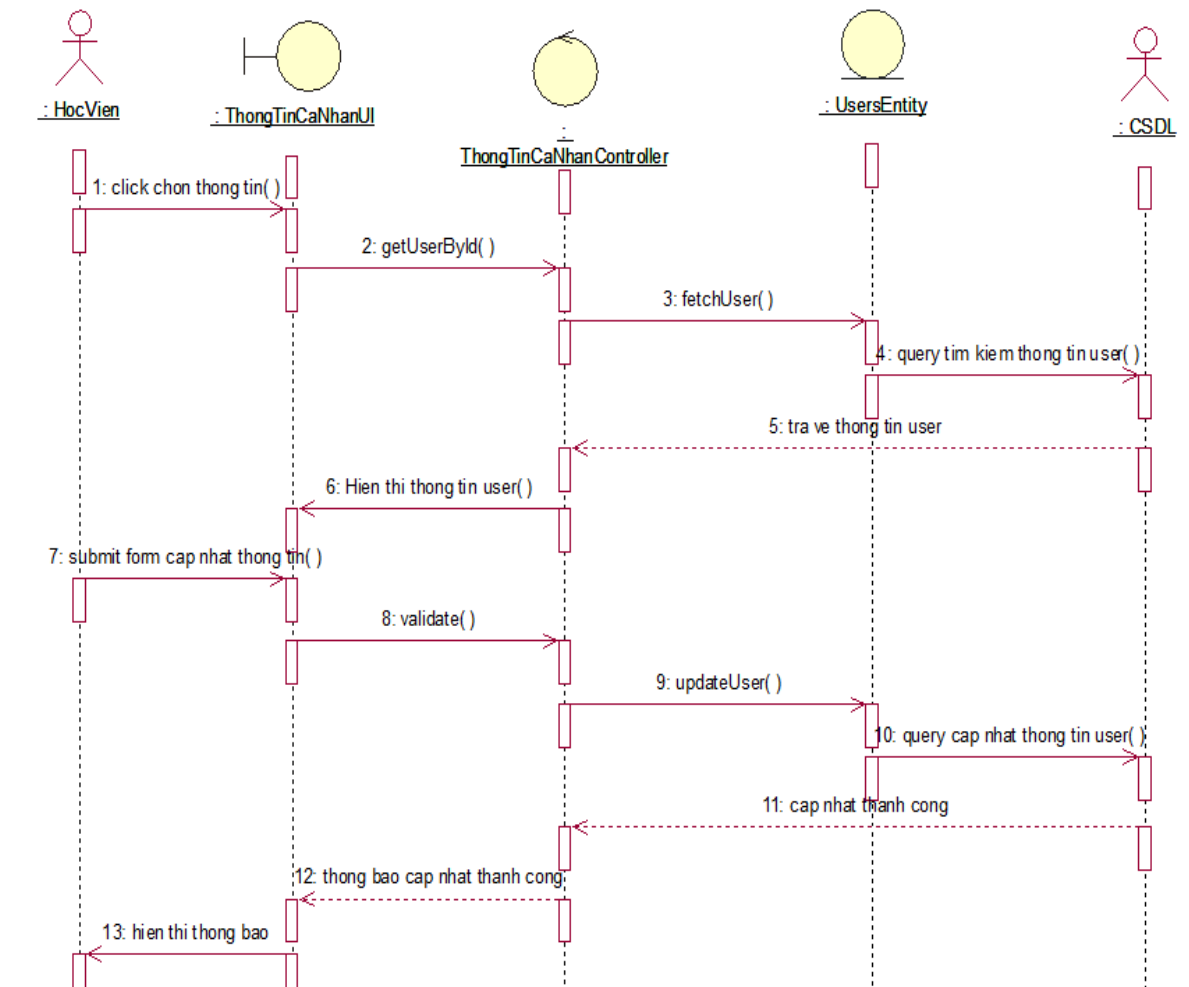 : HocVien
: ThongTinCaNhanUI
:
ThongTinCaNhanController
: UsersEntity
: CSDL
1: click chon thong tin( )
2: getUserById( )
3: fetchUser( )
4: query tim kiem thong tin user( )
5: tra ve thong tin user
6: Hien thi thong tin user( )
7: submit form cap nhat thong tin( )
8: validate( )
9: updateUser( )
10: query cap nhat thong tin user( )
11: cap nhat thanh cong
12: thong bao cap nhat thanh cong
13: hien thi thong bao